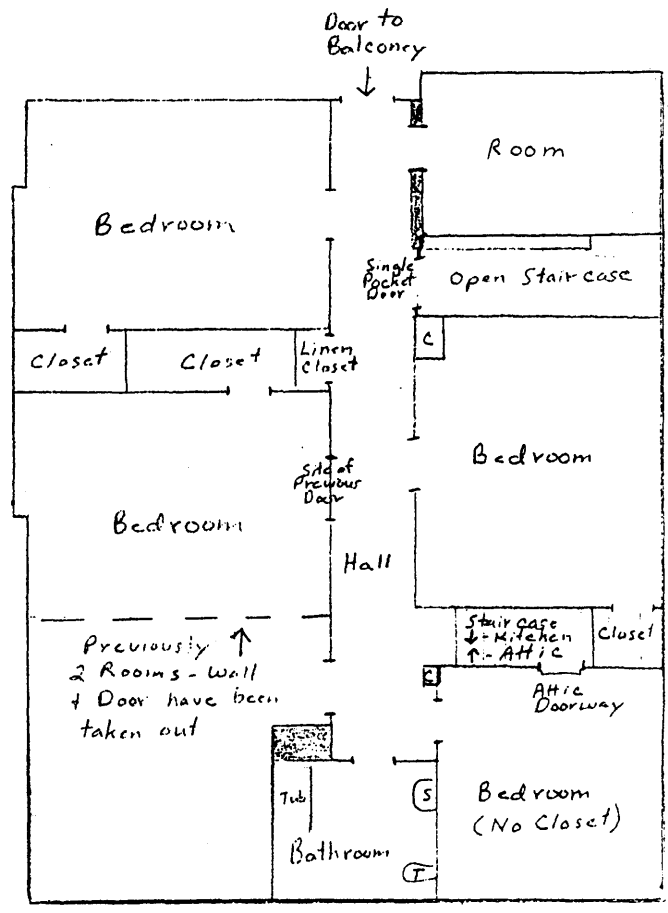 Door to
Balconey
Room
Bedroom
Single
Pocket
Door
Open Staircase
Closet
Closet
Linen
Closet
C
Bedroom
Site of
Previous
Door
Bedroom
Hall
Previously
2 Rooms - Wall
+ Door have been
taken out
Staircase
↓ - Kitchen
↑ - Attic
Closet
C
Attic
Doorway
Tub
S
Bedroom
(No Closet)
Bathroom
T